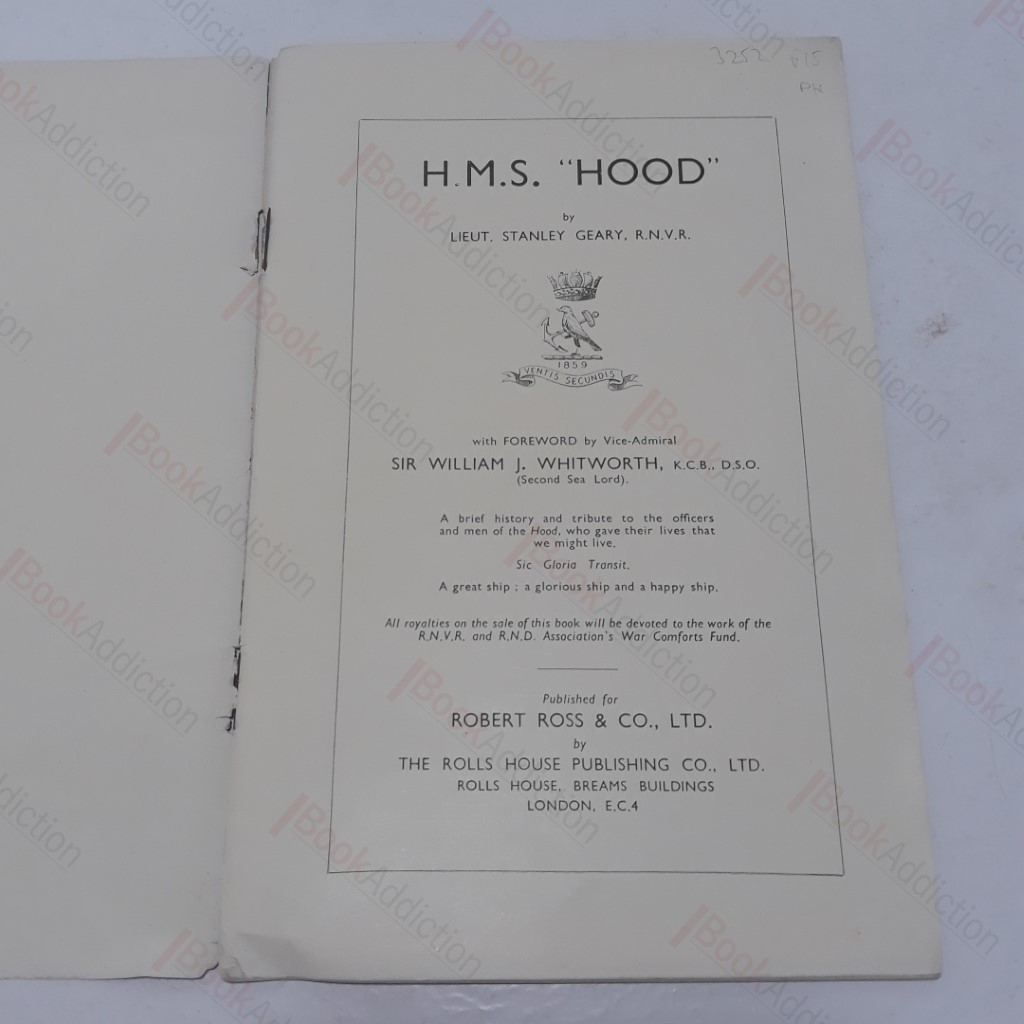 3252 £15
PW
H.M.S. “HOOD”
by
LIEUT. STANLEY GEARY, R.N.V.R.
1859
VENTIS SECUNDIS
with FOREWORD by Vice-Admiral
SIR WILLIAM J. WHITWORTH, K.C.B., D.S.O.
(Second Sea Lord).
A brief history and tribute to the officers
and men of the Hood, who gave their lives that
we might live.
Sic Gloria Transit.
A great ship ; a glorious ship and a happy ship.
All royalties on the sale of this book will be devoted to the work of the
R.N.V.R. and R.N.D. Association's War Comforts Fund.
Published for
ROBERT ROSS & CO., LTD.
by
THE ROLLS HOUSE PUBLISHING CO., LTD.
ROLLS HOUSE, BREAMS BUILDINGS
LONDON, E.C.4
BookAddiction